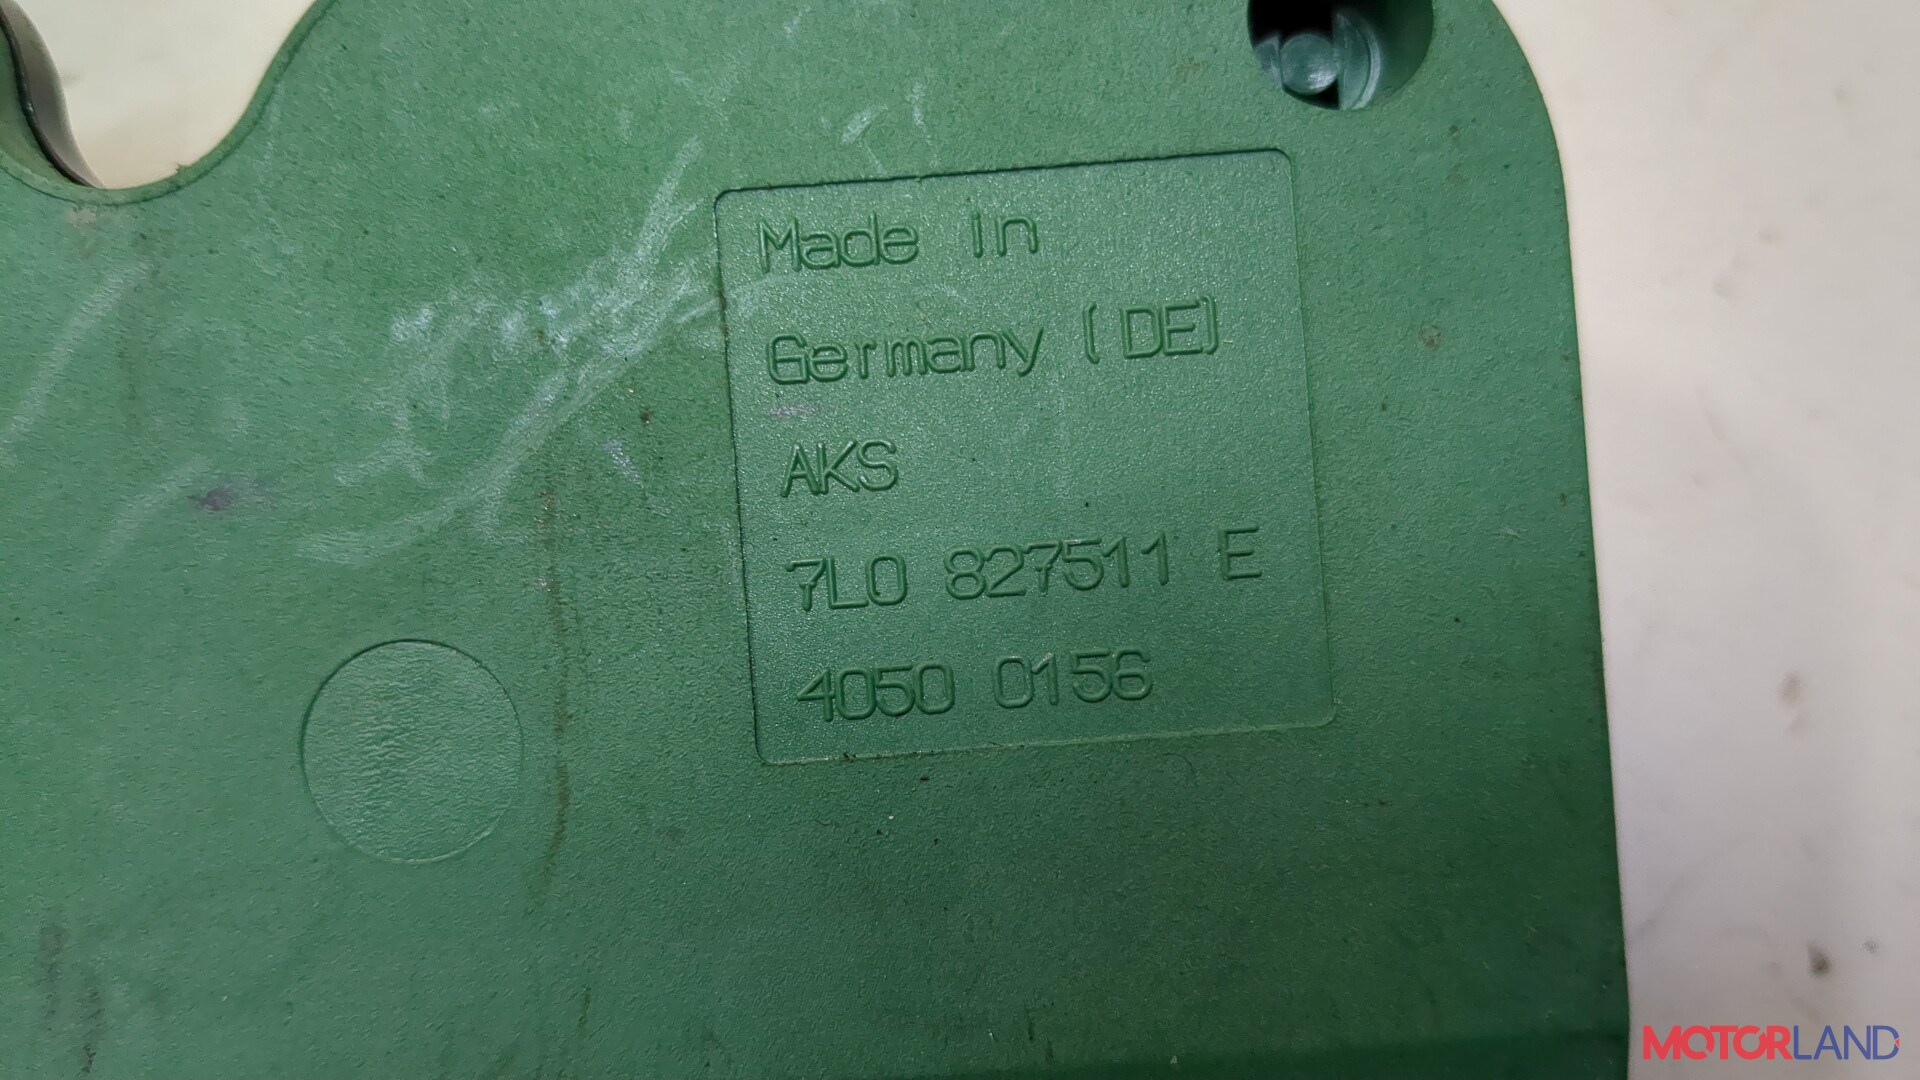 Made in
Germany (DE)
AKS
7L0 827511 E
4050 0156
MOTORLAND